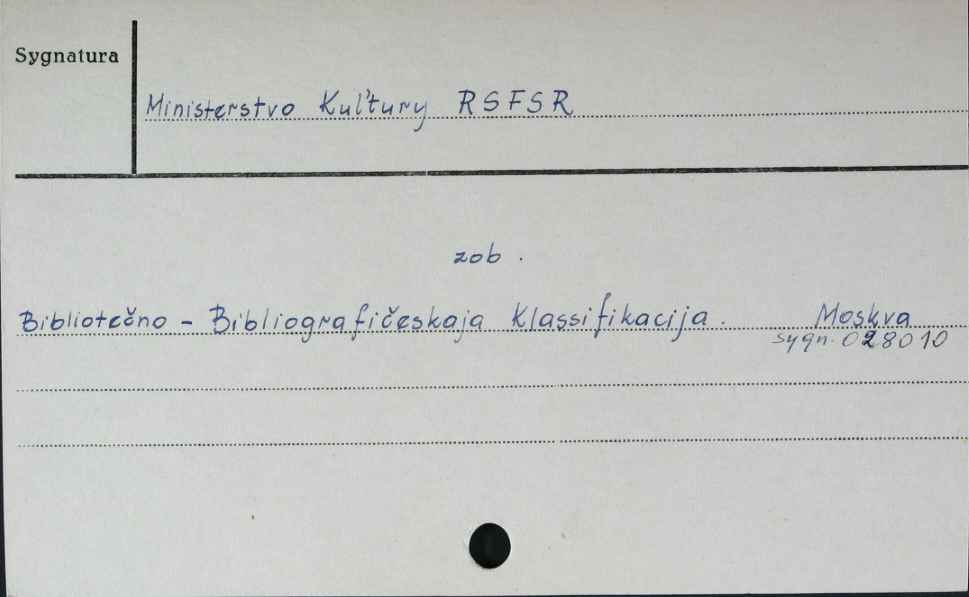 Sygnatura
Ministerstvo Kul'tury RSFSR
zob.
Bibliotečno - Bibliografičeskaja Klassifikacija. Moskva
sygn. 028010